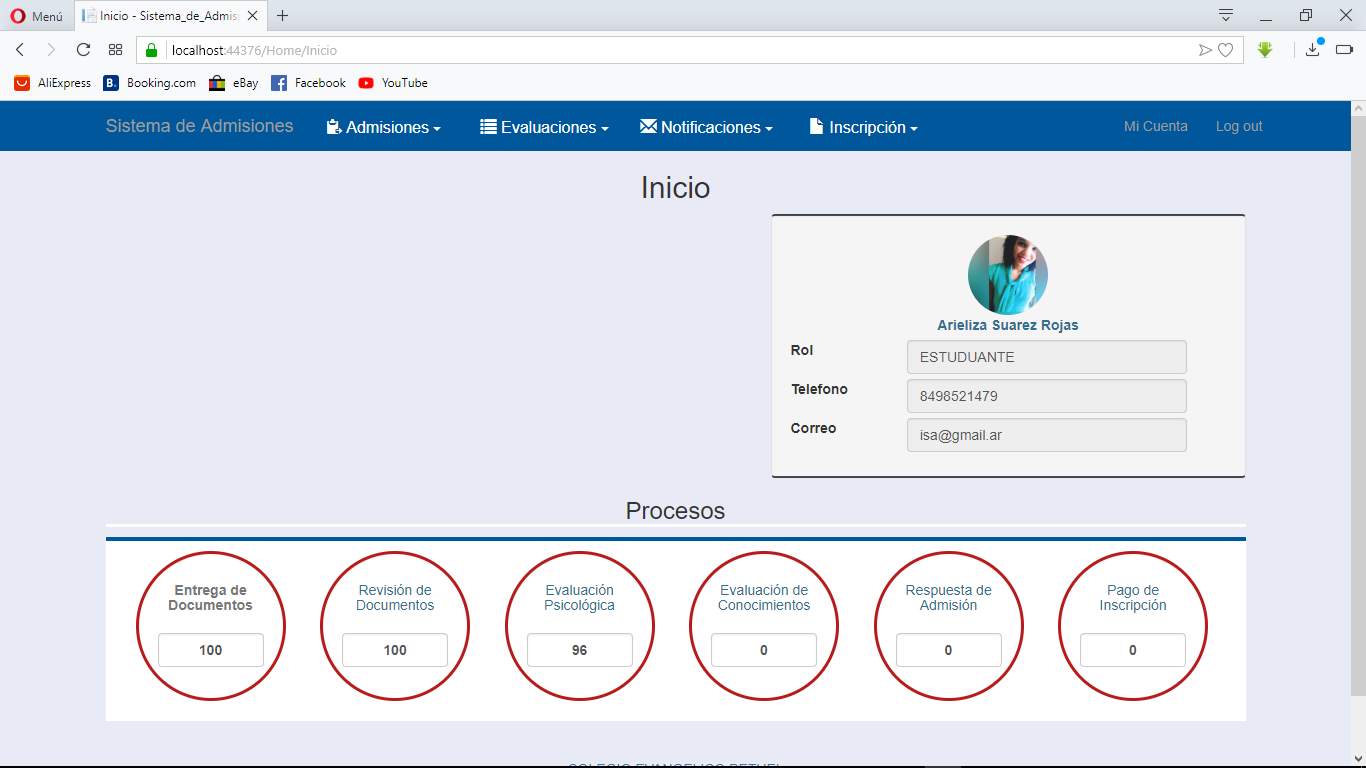 Menú
Inicio - Sistema_de_Admis
localhost:44376/Home/Inicio
AliExpress
B. Booking.com
eBay
Facebook
YouTube
Sistema de Admisiones
Admisiones
Evaluaciones
Notificaciones
Inscripción
Mi Cuenta
Log out
Inicio
Arieliza Suarez Rojas
Rol
ESTUDUANTE
Telefono
8498521479
Correo
isa@gmail.ar
Procesos
Entrega de
Documentos
100
Revisión de
Documentos
100
Evaluación
Psicológica
96
Evaluación de
Conocimientos
0
Respuesta de
Admisión
0
Pago de
Inscripción
0
COLEGIO EVANGELICO BETHEL